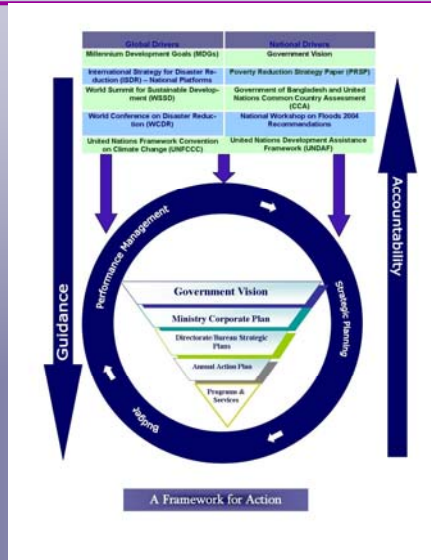 Global Drivers
National Drivers
Millennium Development Goals (MDGs)
Government Vision
International Strategy for Disaster Re-
duction (ISDR) – National Platforms
Poverty Reduction Strategy Paper (PRSP)
World Summit for Sustainable Develop-
ment (WSSD)
Government of Bangladesh and United
Nations Common Country Assessment
(CCA)
World Conference on Disaster Reduc-
tion (WCDR)
National Workshop on Floods 2004
Recommendations
United Nations Framework Convention
on Climate Change (UNFCCC)
United Nations Development Assistance
Framework (UNDAF)
Guidance
Accountability
Performance Management
Strategic Planning
Budget
Government Vision
Ministry Corporate Plan
Directorate/Bureau Strategic
Plans
Annual Action Plan
Programs &
Services
A Framework for Action